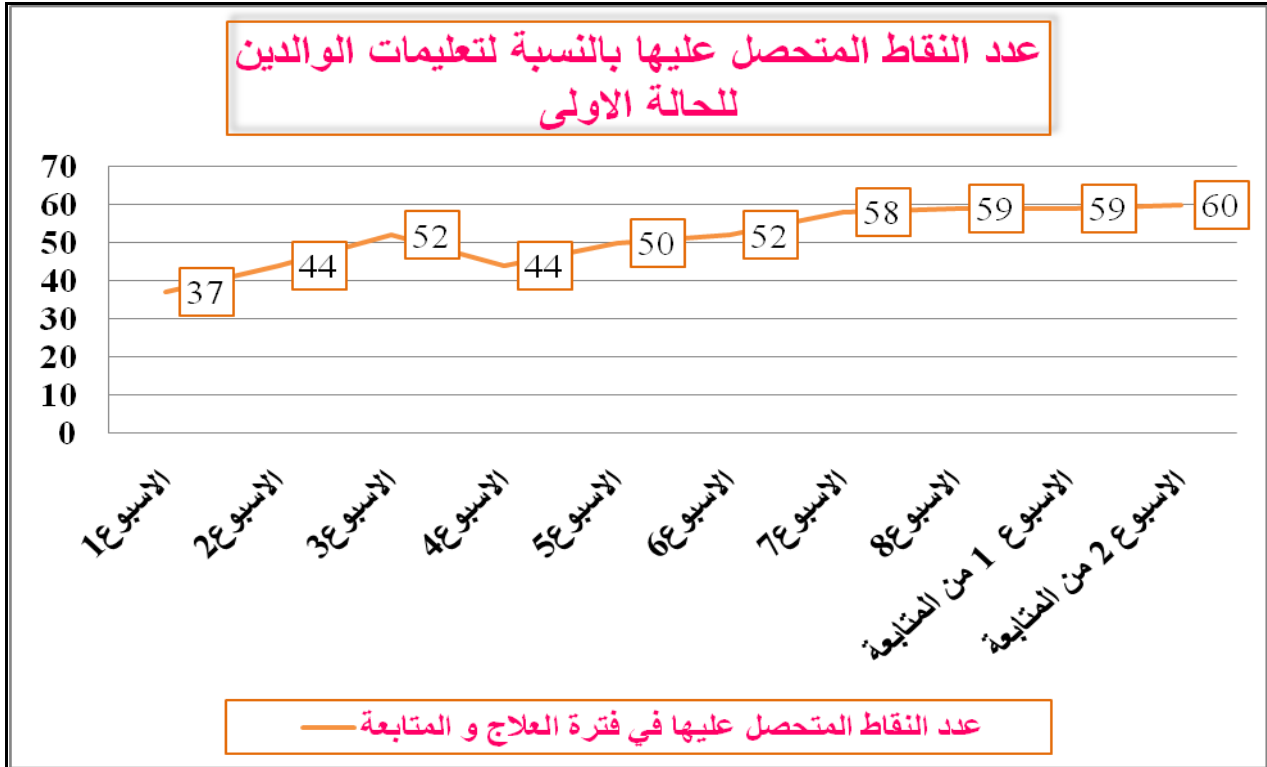 عدد النقاط المتحصل عليها بالنسبة لتعليمات الوالدين
للحالة الاولى
70
60
50
40
30
20
10
0
37
44
52
44
50
52
58
59
59
60
الاسبوع1
الاسبوع2
الاسبوع3
الاسبوع4
الاسبوع5
الاسبوع6
الاسبوع7
الاسبوع8
الاسبوع 1 من المتابعة
الاسبوع 2 من المتابعة
عدد النقاط المتحصل عليها في فترة العلاج و المتابعة